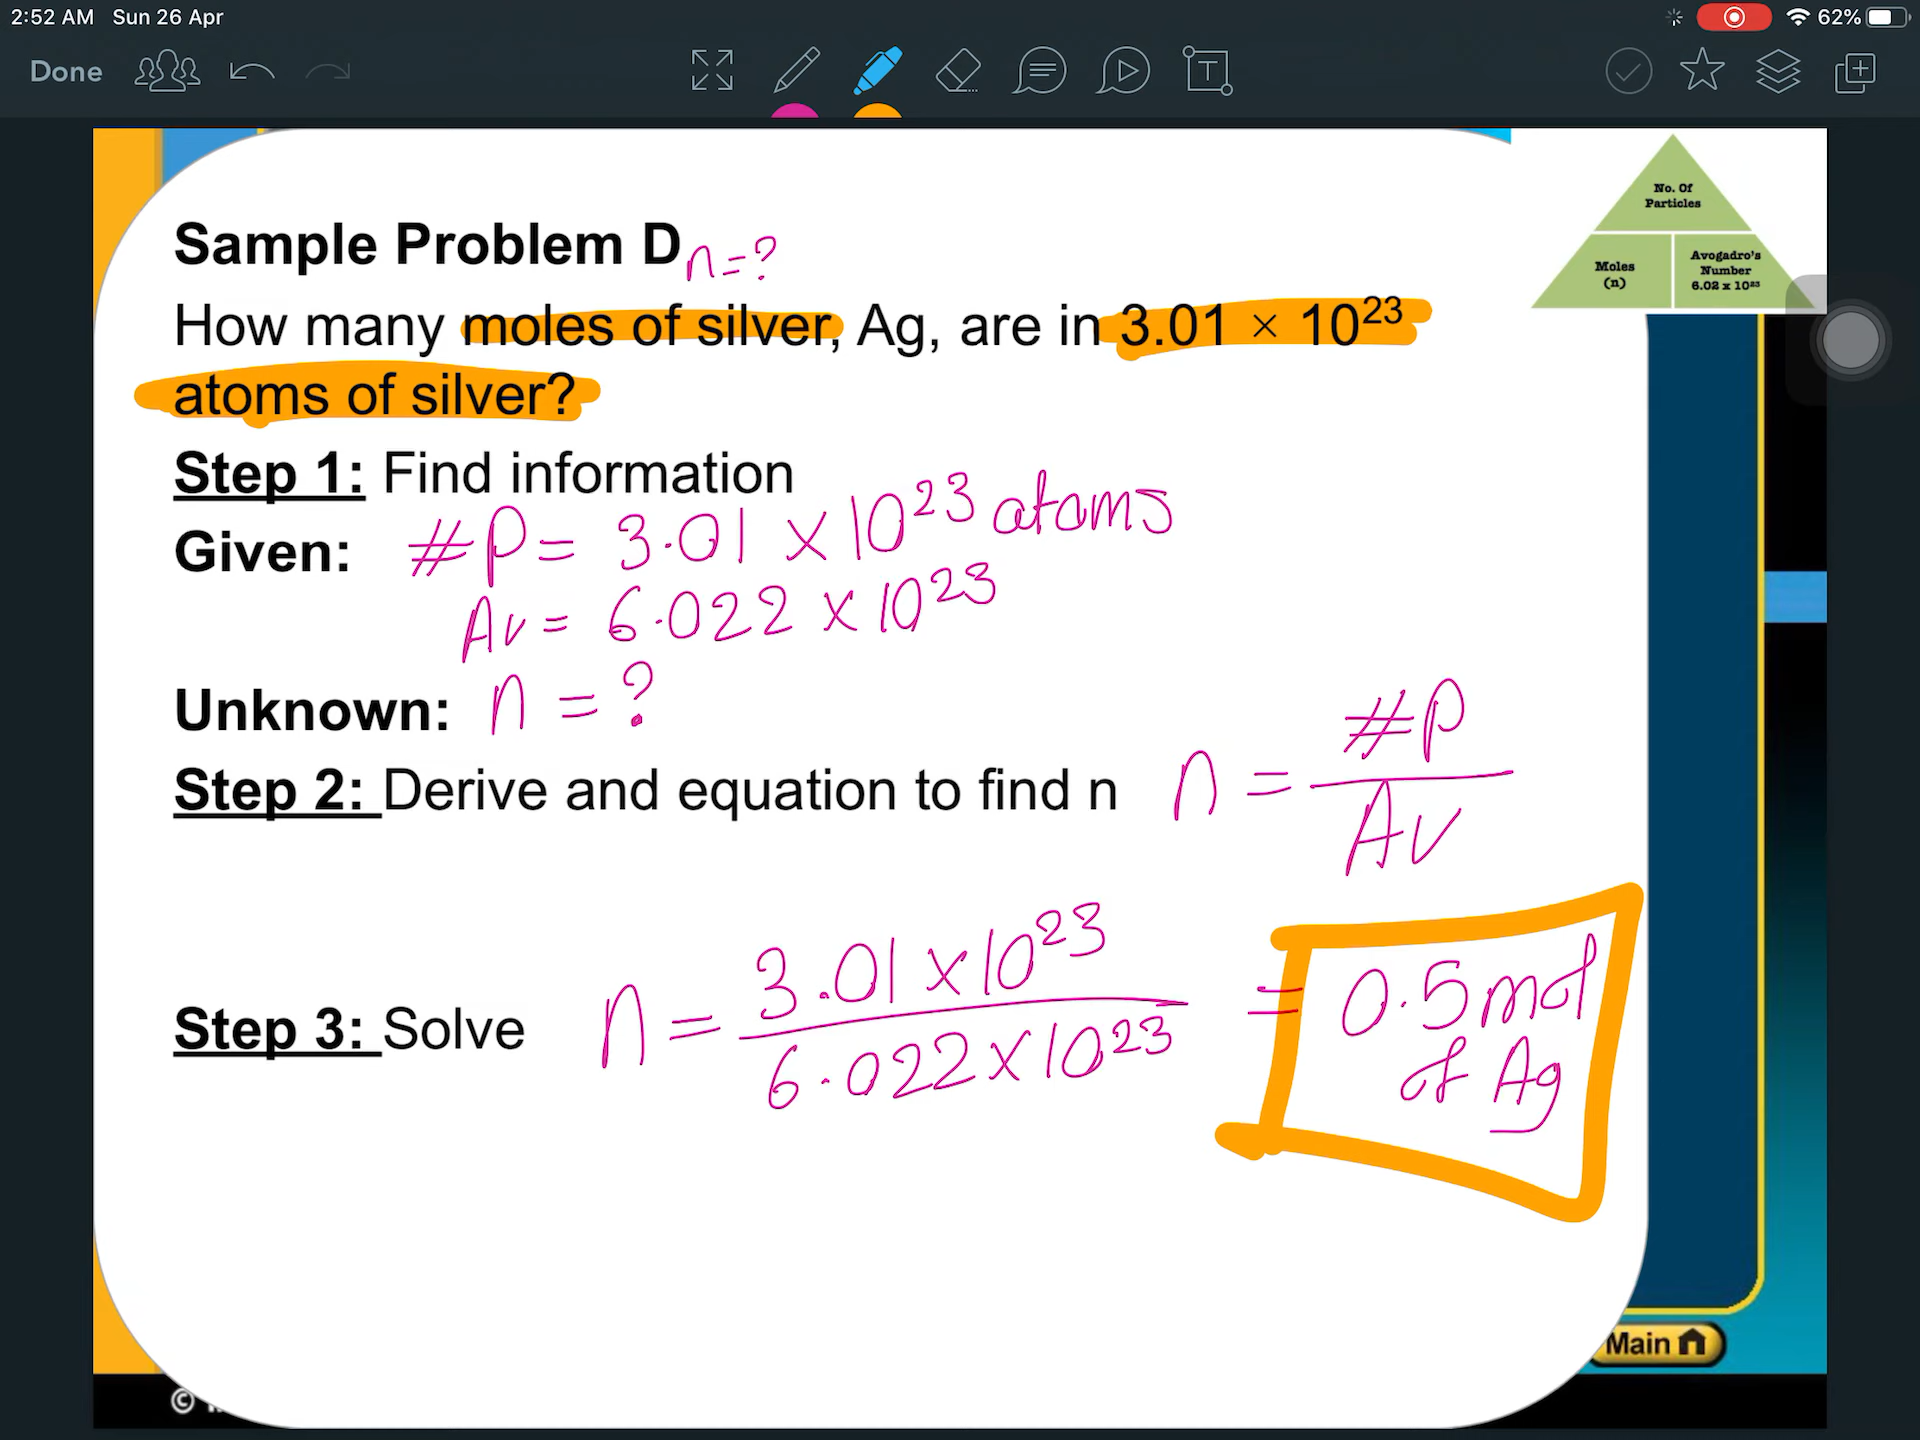 2:52 AM Sun 26 Apr
62%
Done
T
No. Of
Particles
Moles
(n)
Avogadro's
Number
6.02 x 10²³
Sample Problem D n = ?
How many moles of silver, Ag, are in 3.01 × 10²³
atoms of silver?
Step 1: Find information
Given: #P = 3.01 × 10²³ atoms
Av = 6.022 × 10²³
Unknown: n = ?
Step 2: Derive and equation to find n n = #P / Av
Step 3: Solve n = 3.01 × 10²³ / 6.022 × 10²³ = 0.5 mol
of Ag
Main
©